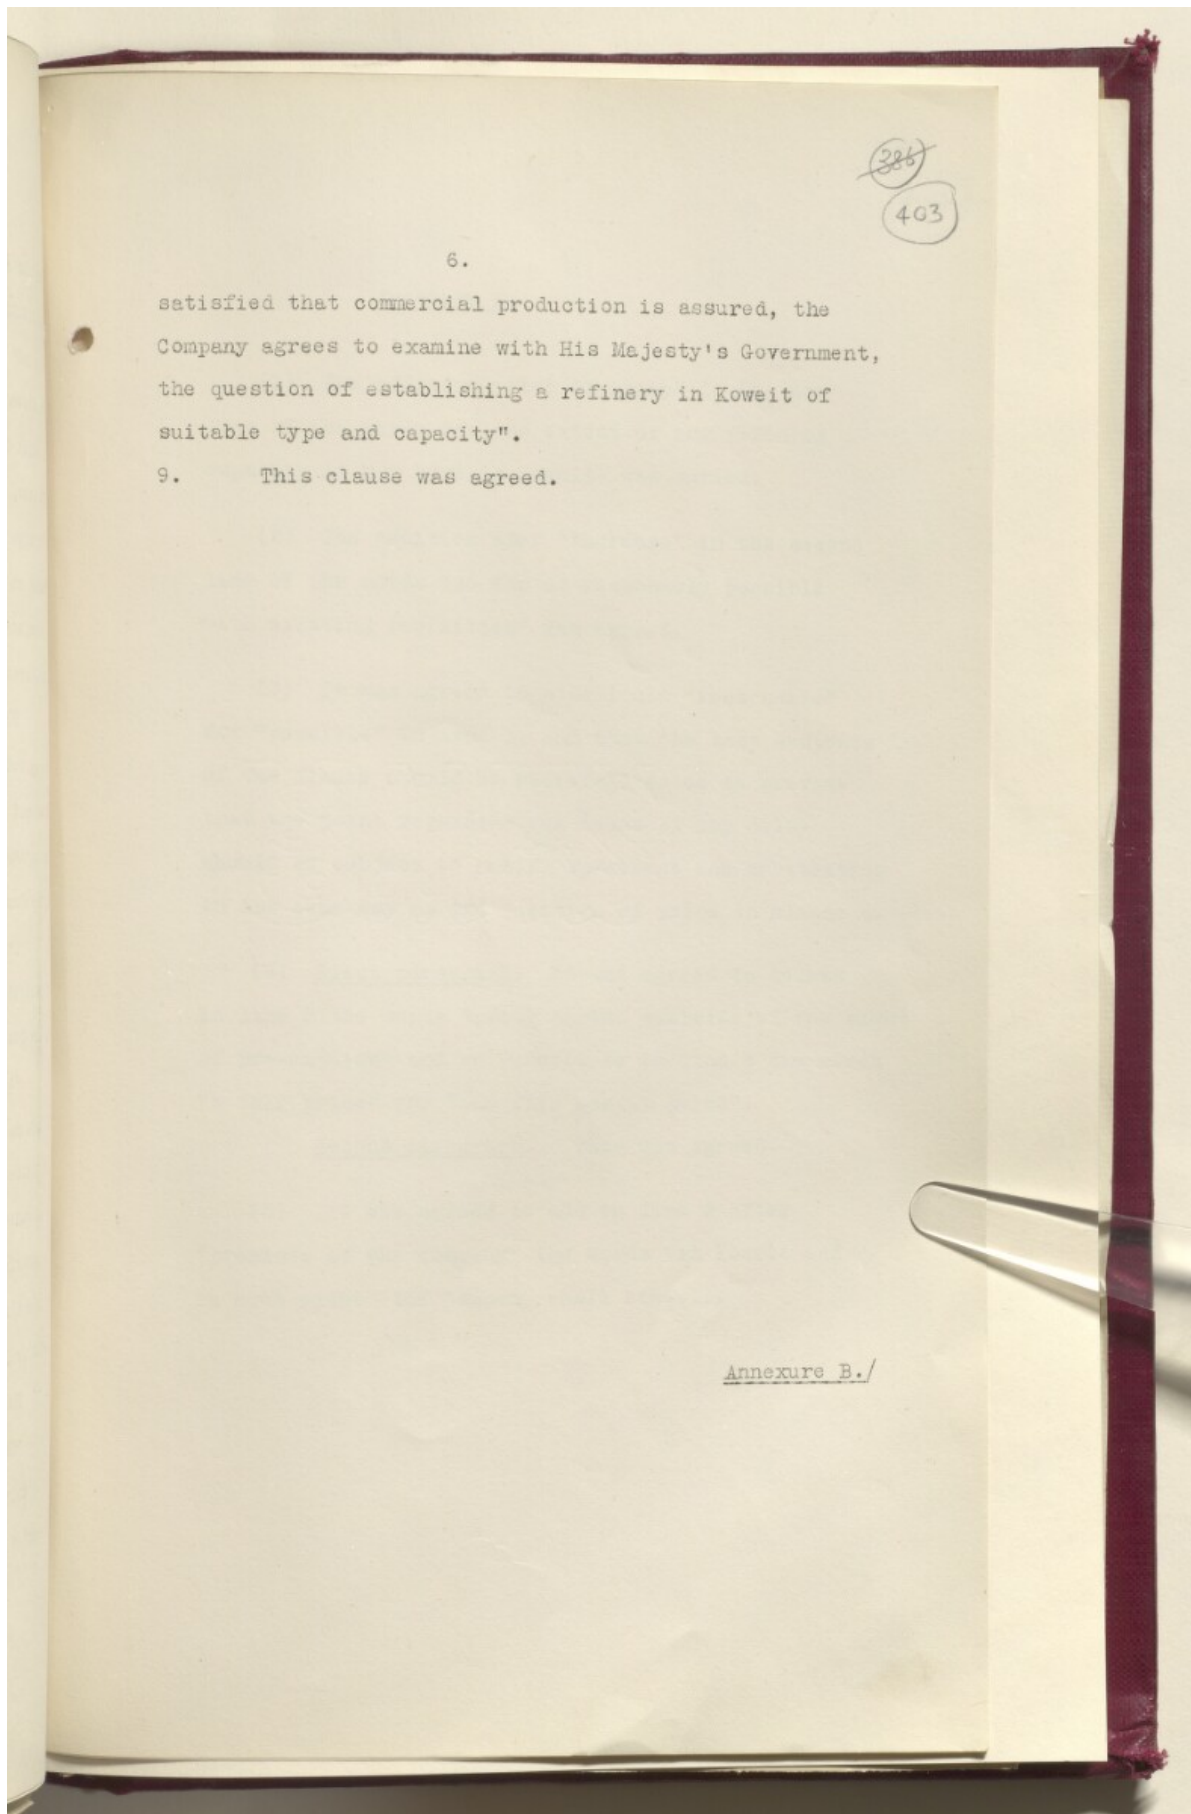 386
403
6.
satisfied that commercial production is assured, the
Company agrees to examine with His Majesty's Government,
the question of establishing a refinery in Koweit of
suitable type and capacity".
9. This clause was agreed.
Annexure B./